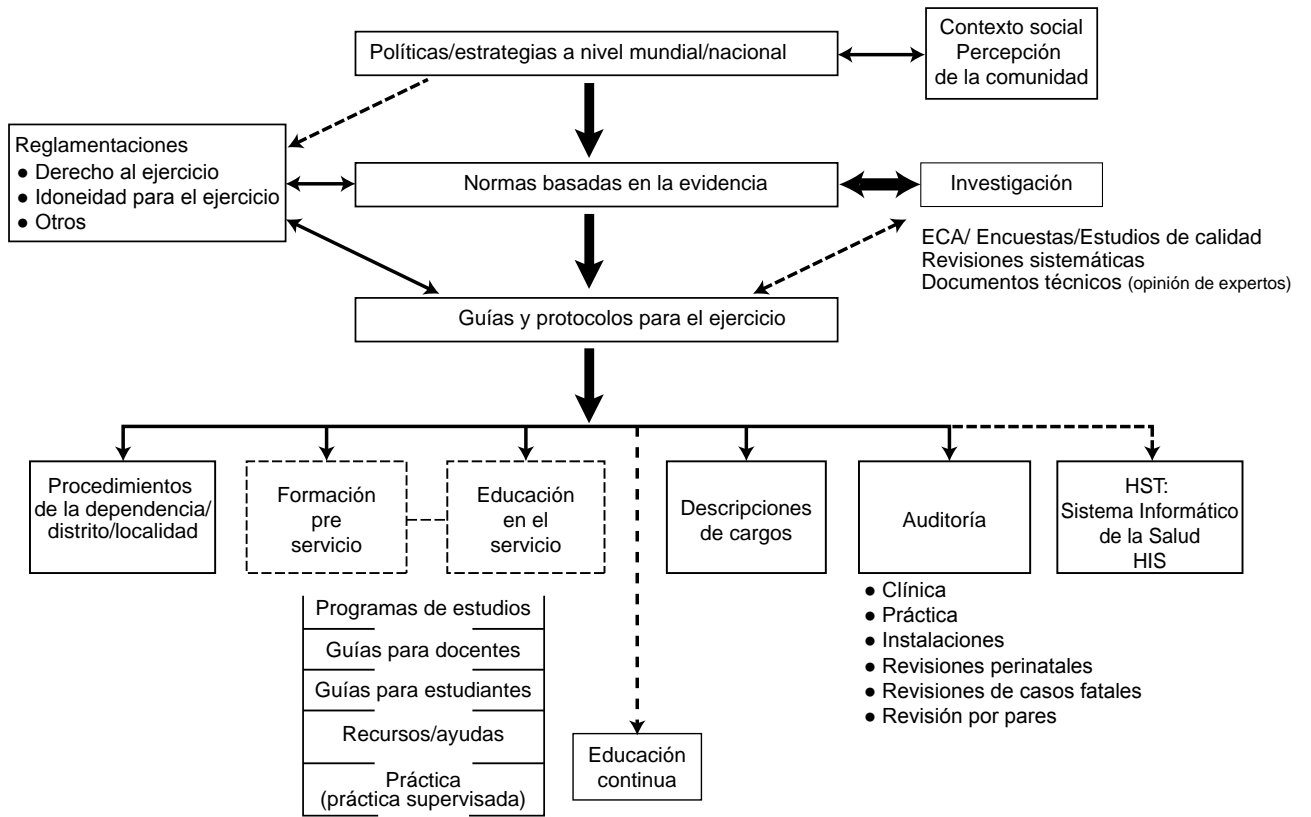 Políticas/estrategias a nivel mundial/nacional
Contexto social
Percepción
de la comunidad
Reglamentaciones
● Derecho al ejercicio
● Idoneidad para el ejercicio
● Otros
Normas basadas en la evidencia
Investigación
ECA/ Encuestas/Estudios de calidad
Revisiones sistemáticas
Documentos técnicos (opinión de expertos)
Guías y protocolos para el ejercicio
Procedimientos
de la dependencia/
distrito/localidad
Formación
pre
servicio
Educación
en el
servicio
Descripciones
de cargos
Auditoría
HST:
Sistema Informático
de la Salud
HIS
Programas de estudios
Guías para docentes
Guías para estudiantes
Recursos/ayudas
Práctica
(práctica supervisada)
Educación
continua
● Clínica
● Práctica
● Instalaciones
● Revisiones perinatales
● Revisiones de casos fatales
● Revisión por pares